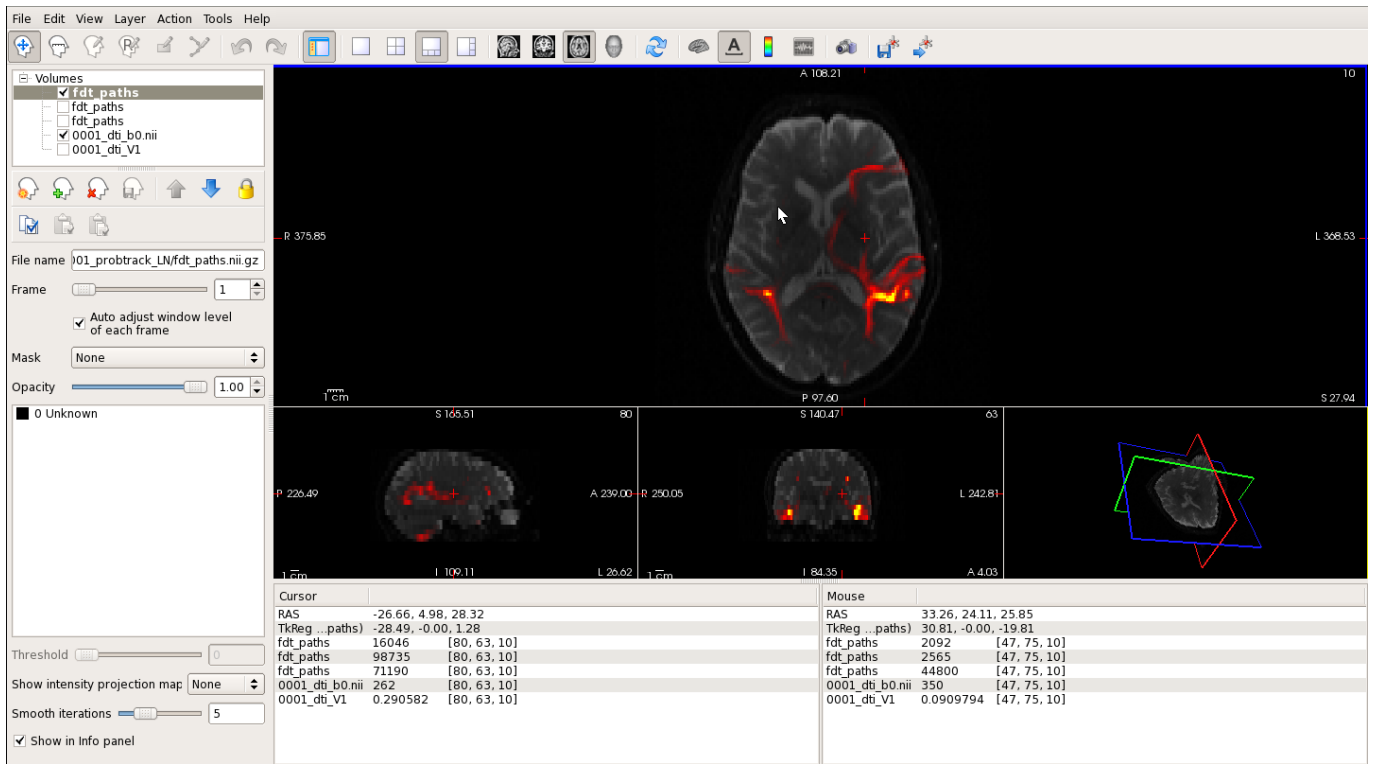 File Edit View Layer Action Tools Help
Volumes
fdt_paths
fdt_paths
fdt_paths
0001_dti_b0.nii
0001_dti_V1
File name )01_probtrack_LN/fdt_paths.nii.gz
Frame 1
Auto adjust window level
of each frame
Mask None
Opacity 1.00
0 Unknown
Threshold 0
Show intensity projection map None
Smooth iterations 5
Show in Info panel
A 108.21 10
R 375.85 L 368.53
1 cm P 97.60 S 27.94
S 165.51 80
P 226.49 A 239.00
1 cm I 109.11 L 26.62
S 140.47 63
R 250.05 L 242.81
1 cm I 84.35 A 4.03
Cursor
RAS -26.66, 4.98, 28.32
TkReg ...paths) -28.49, -0.00, 1.28
fdt_paths 16046 [80, 63, 10]
fdt_paths 98735 [80, 63, 10]
fdt_paths 71190 [80, 63, 10]
0001_dti_b0.nii 262 [80, 63, 10]
0001_dti_V1 0.290582 [80, 63, 10]
Mouse
RAS 33.26, 24.11, 25.85
TkReg ...paths) 30.81, -0.00, -19.81
fdt_paths 2092 [47, 75, 10]
fdt_paths 2565 [47, 75, 10]
fdt_paths 44800 [47, 75, 10]
0001_dti_b0.nii 350 [47, 75, 10]
0001_dti_V1 0.0909794 [47, 75, 10]